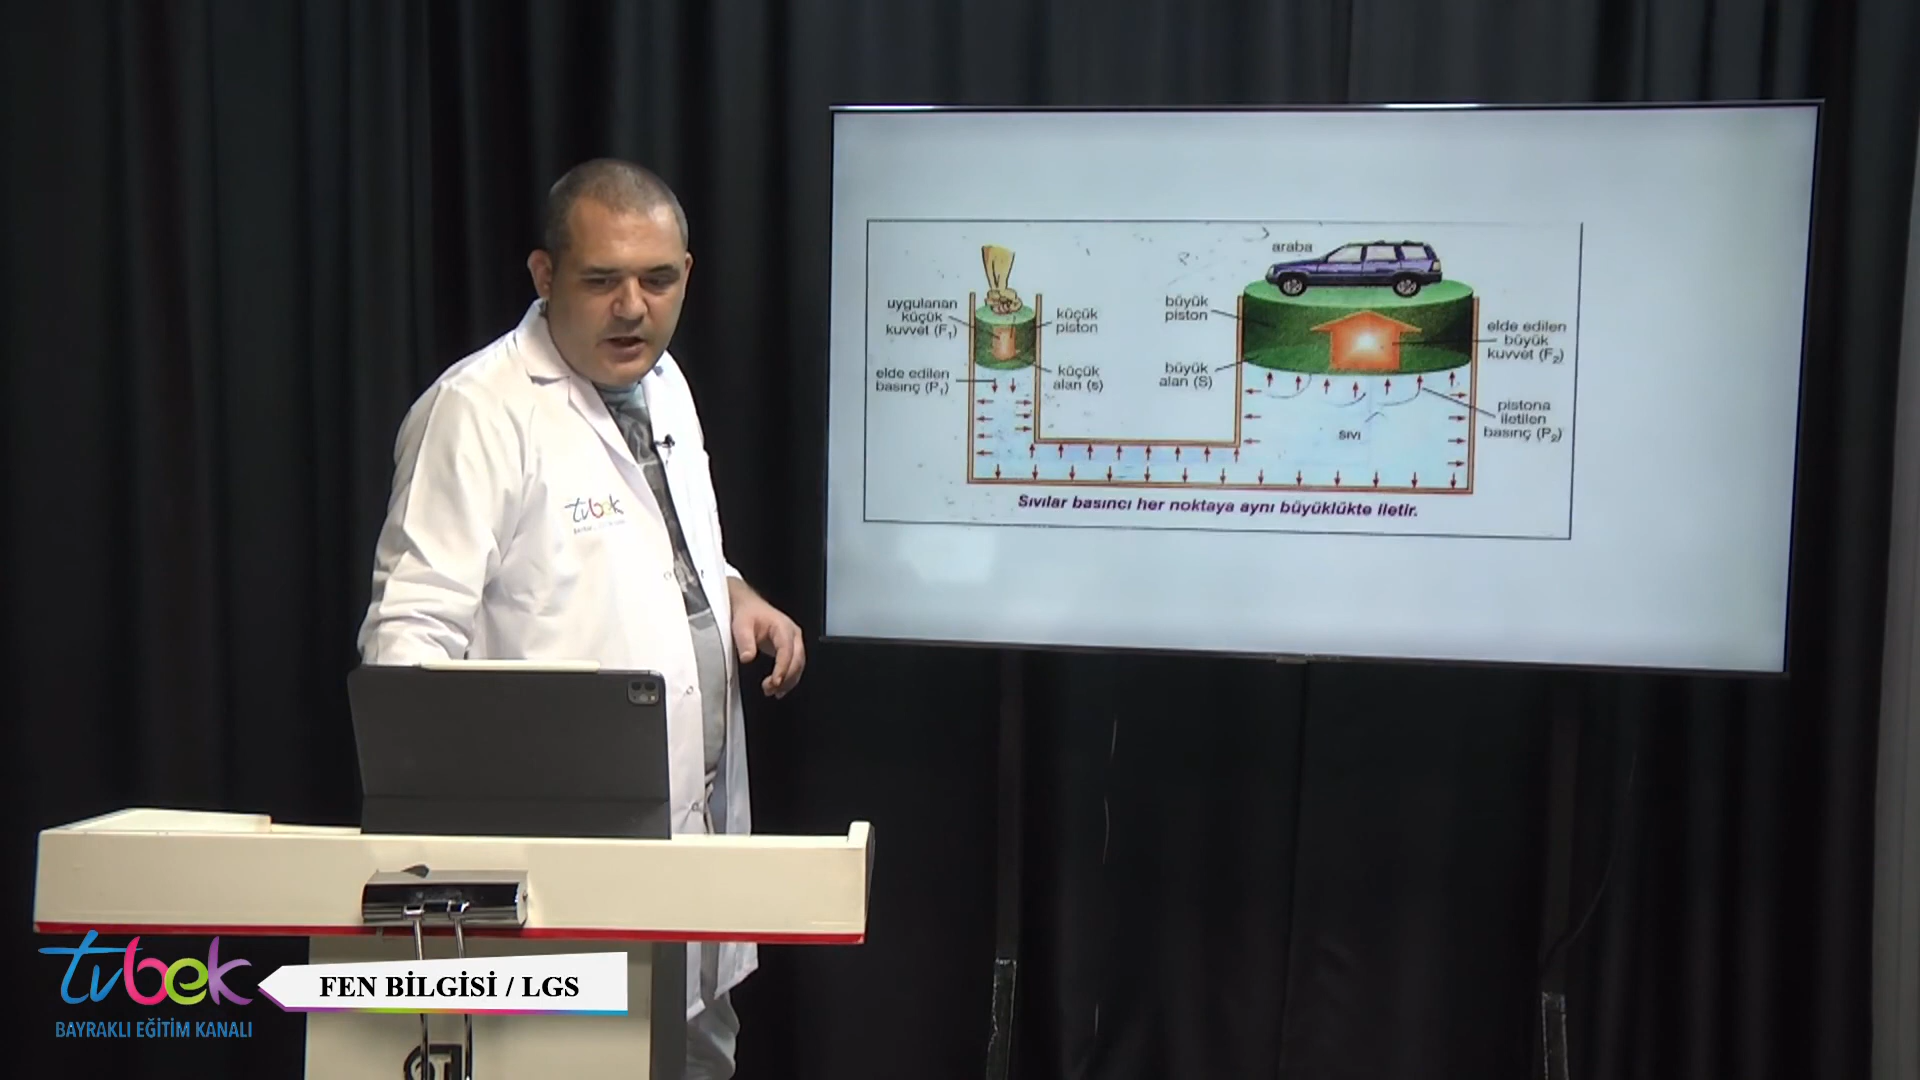 araba
uygulanan
küçük
kuvvet (F₁)
küçük
piston
büyük
piston
elde edilen
büyük
kuvvet (F₂)
elde edilen
basınç (P₁)
küçük
alan (s)
büyük
alan (S)
pistona
iletilen
basınç (P₂)
sıvı
Sıvılar basıncı her noktaya aynı büyüklükte iletir.
tvbek
tvbek
BAYRAKLI EĞİTİM KANALI
FEN BİLGİSİ / LGS